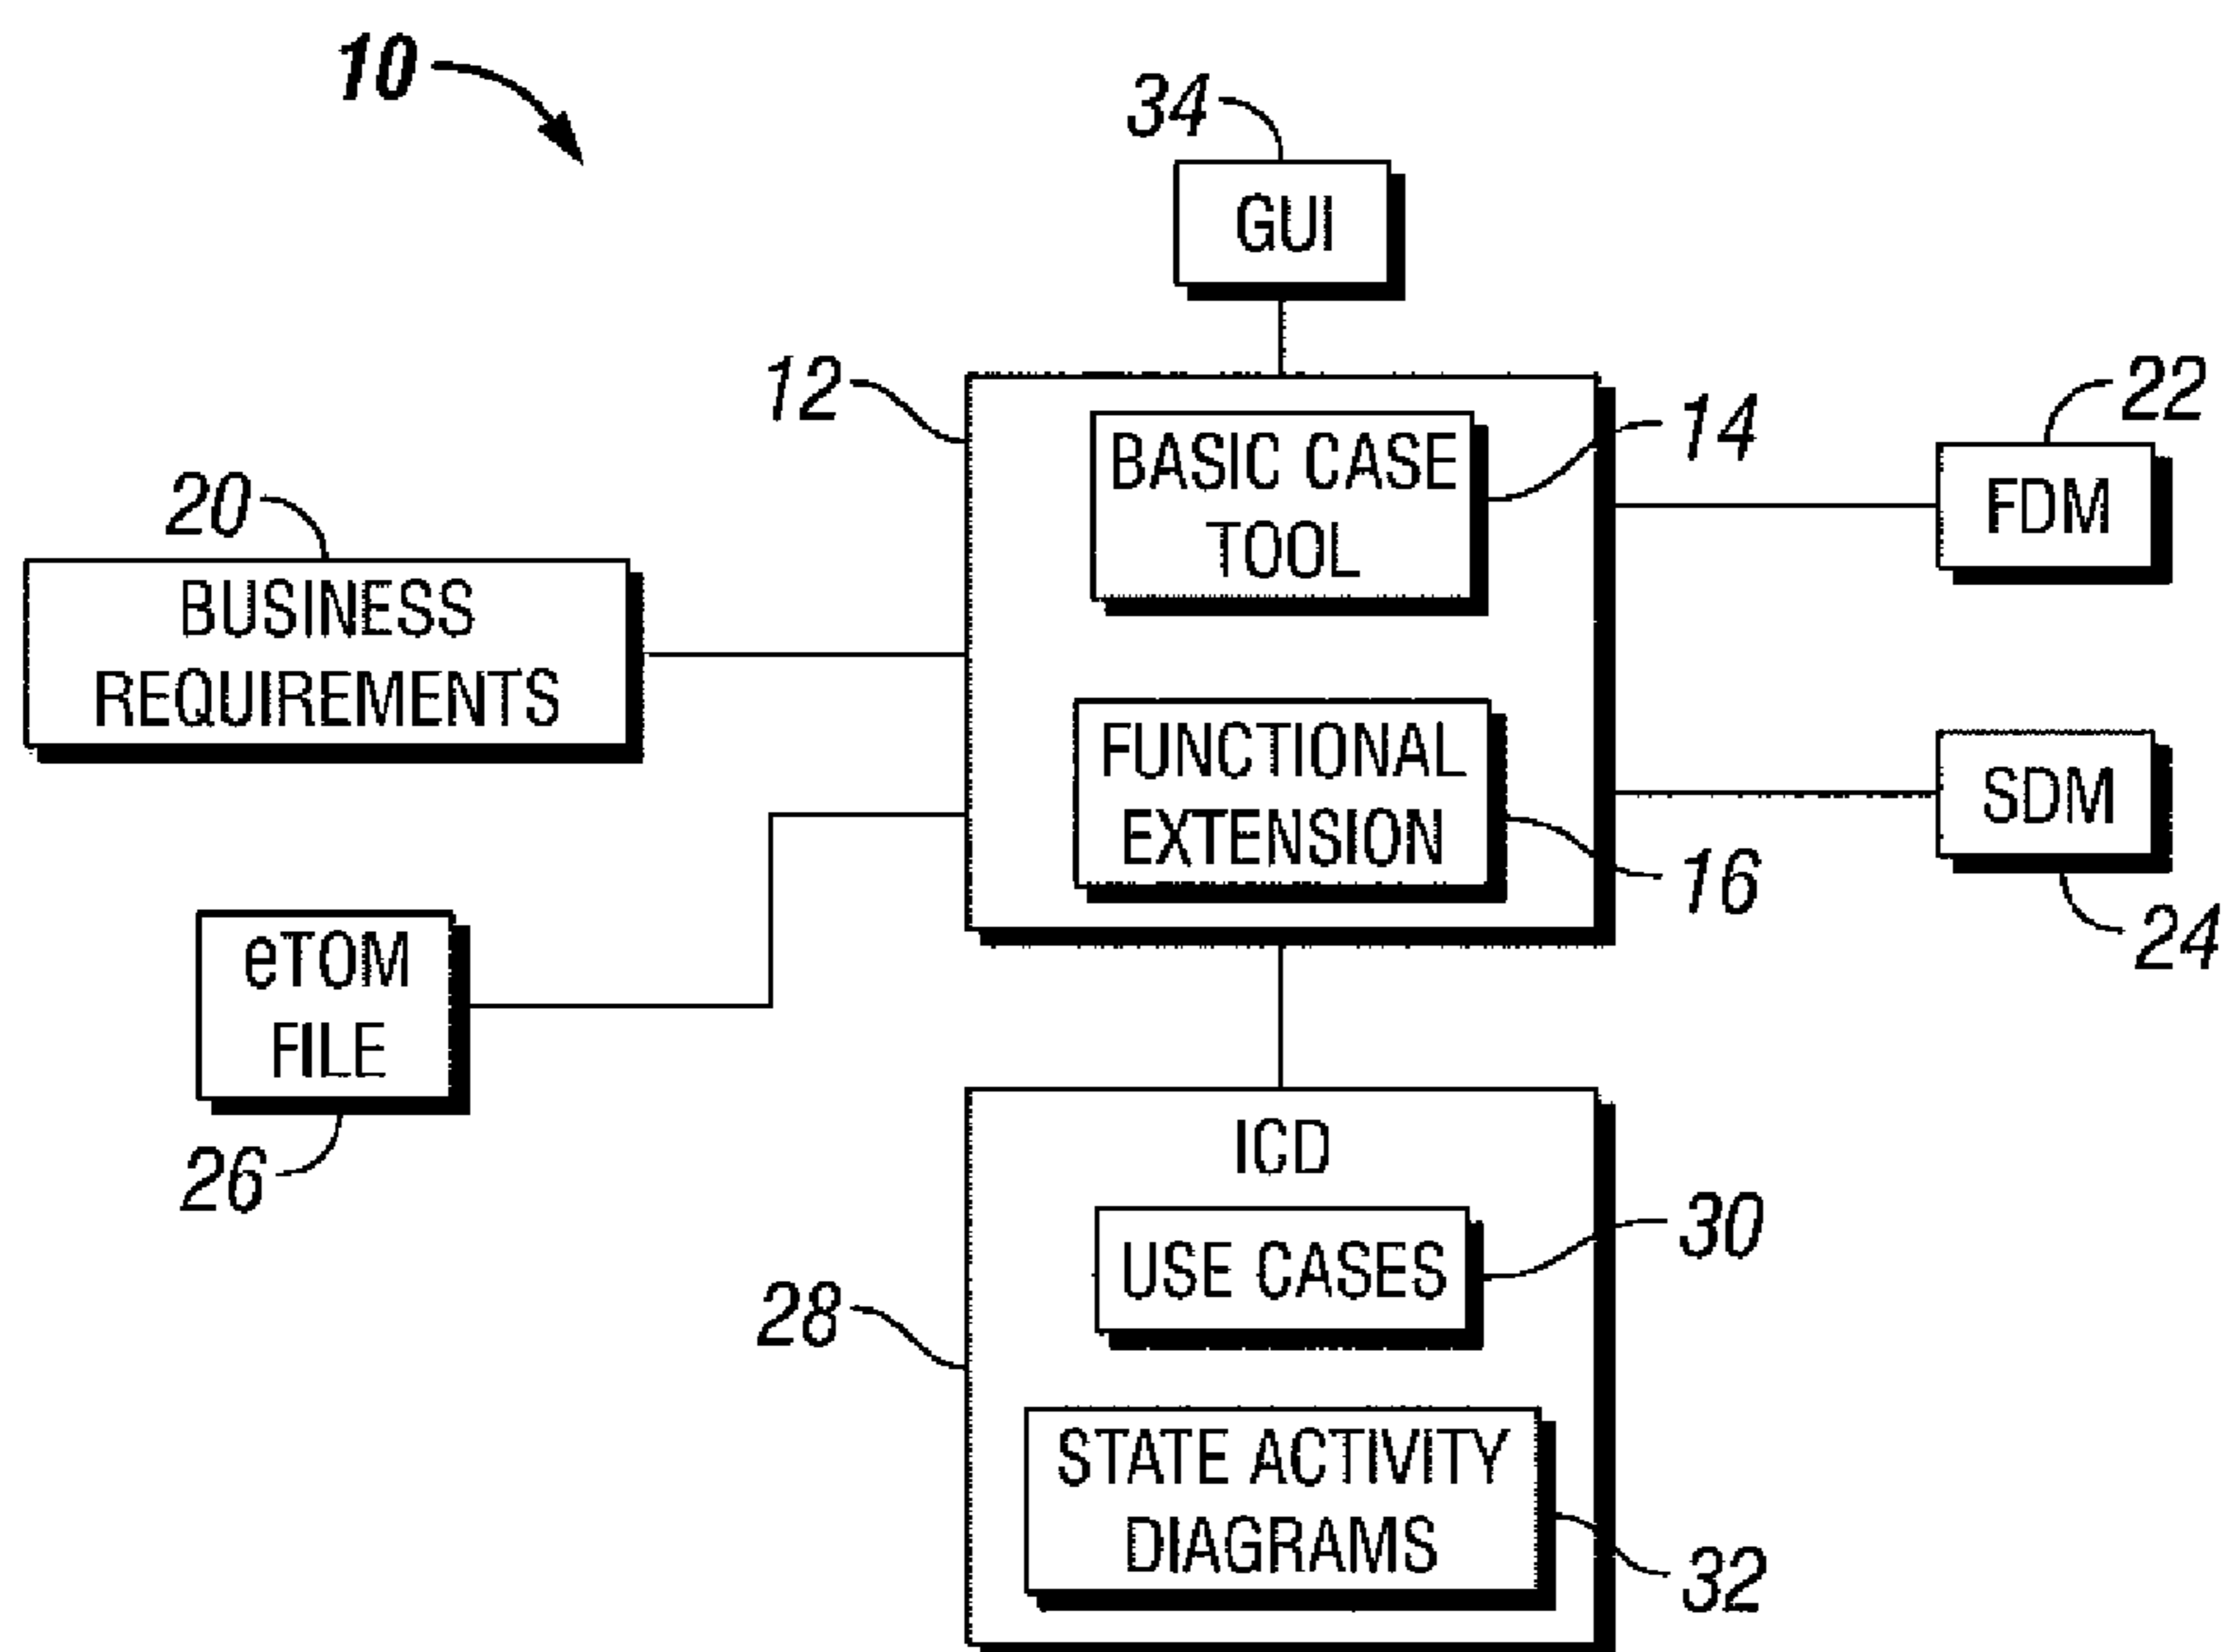 10
34
GUI
12
BASIC CASE
TOOL
14
22
FDM
20
BUSINESS
REQUIREMENTS
FUNCTIONAL
EXTENSION
16
SDM
24
eTOM
FILE
26
ICD
USE CASES
30
28
STATE ACTIVITY
DIAGRAMS
32